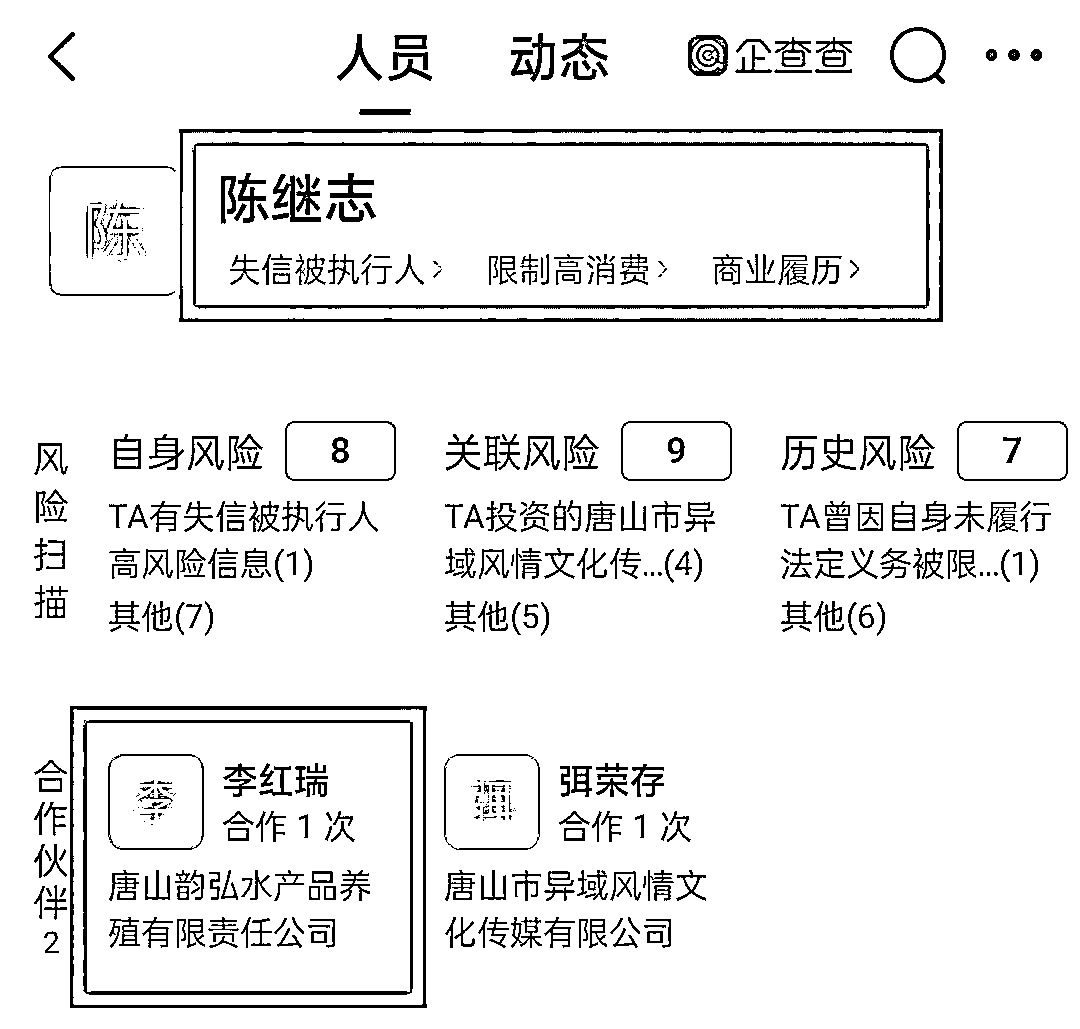 人员 动态 企查查
陈
陈继志
失信被执行人 限制高消费 商业履历
风险扫描
自身风险 8
TA有失信被执行人
高风险信息(1)
其他(7)
关联风险 9
TA投资的唐山市异
域风情文化传...(4)
其他(5)
历史风险 7
TA曾因自身未履行
法定义务被限...(1)
其他(6)
合作伙伴
2
李
李红瑞
合作 1 次
唐山韵弘水产品养
殖有限责任公司
弭
弭荣存
合作 1 次
唐山市异域风情文
化传媒有限公司